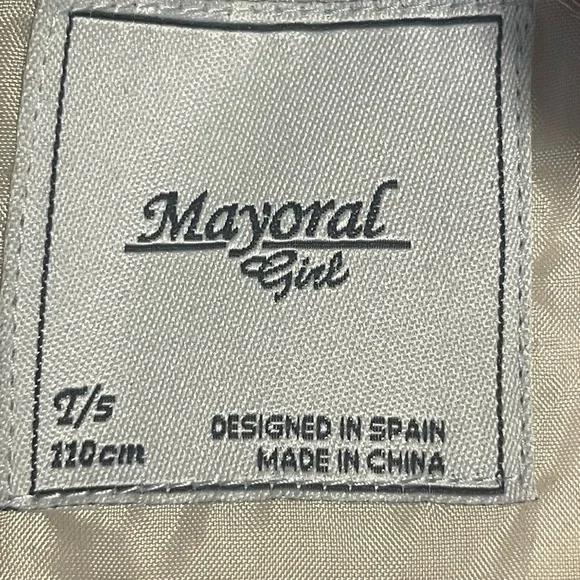 Mayoral
Girl
T/5
110cm
DESIGNED IN SPAIN
MADE IN CHINA